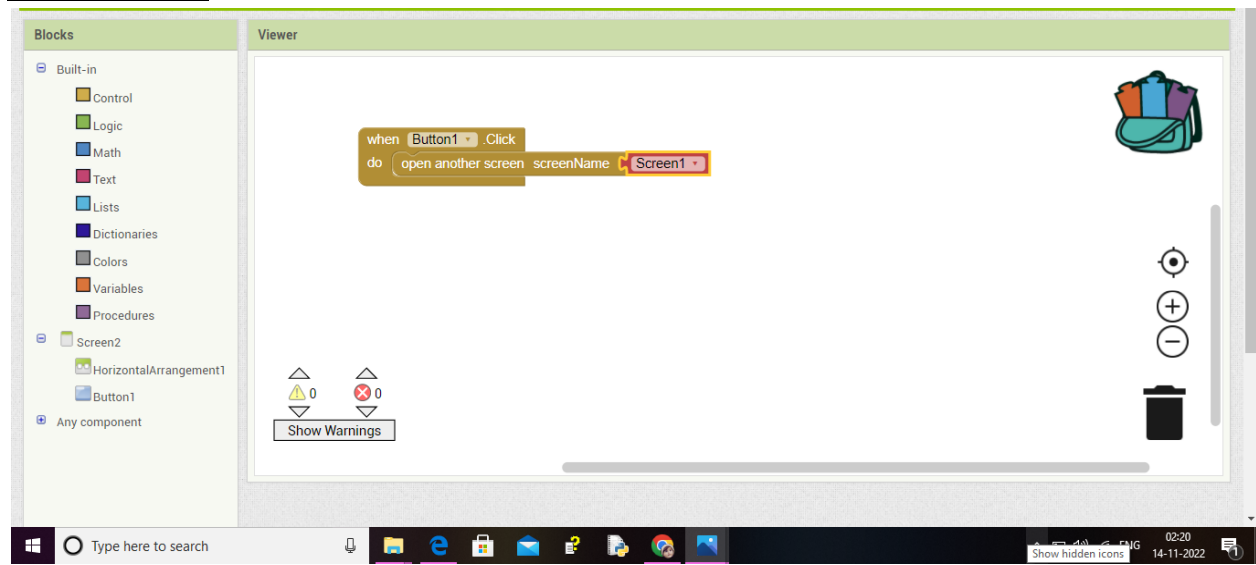 Blocks
Viewer
Built-in
Control
Logic
Math
Text
Lists
Dictionaries
Colors
Variables
Procedures
Screen2
HorizontalArrangement1
Button1
Any component
when Button1 .Click
do open another screen screenName Screen1
0 0
Show Warnings
Type here to search
ENG
02:20
14-11-2022
Show hidden icons
1